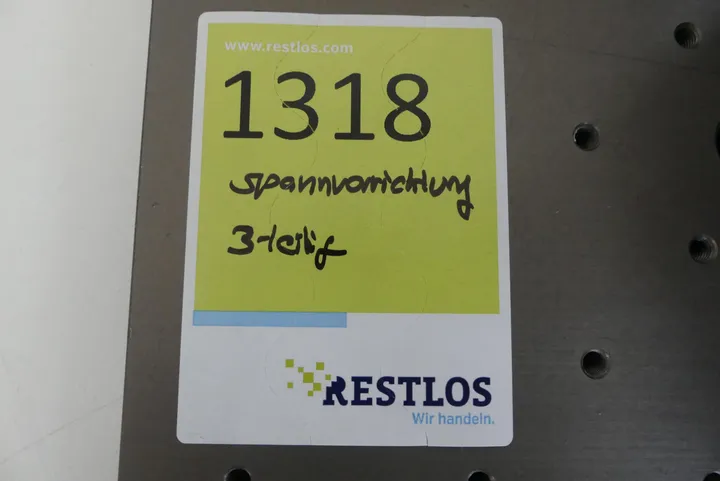 www.restlos.com
1318
Spannvorrichtung
3-teilig
RESTLOS
Wir handeln.